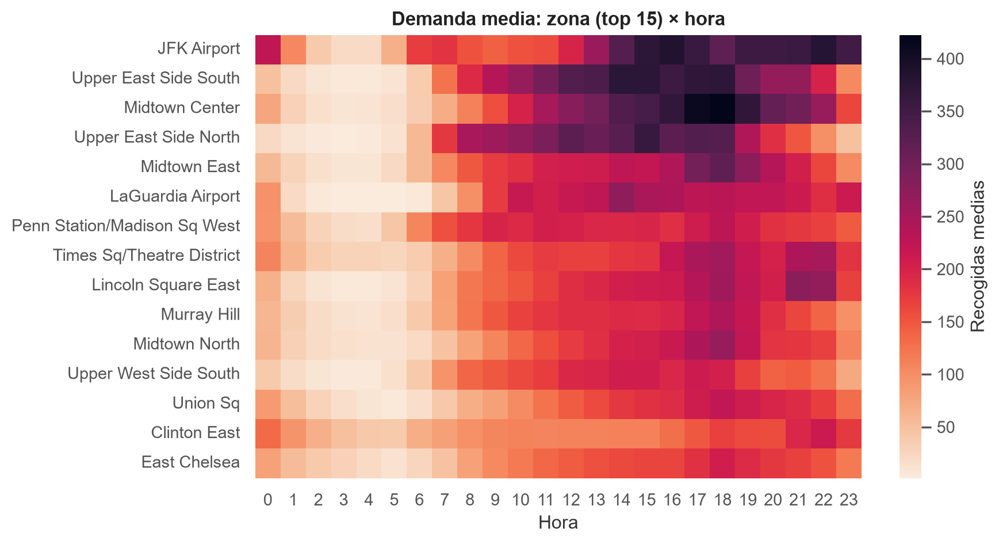 Demanda media: zona (top 15) × hora
JFK Airport
Upper East Side South
Midtown Center
Upper East Side North
Midtown East
LaGuardia Airport
Penn Station/Madison Sq West
Times Sq/Theatre District
Lincoln Square East
Murray Hill
Midtown North
Upper West Side South
Union Sq
Clinton East
East Chelsea
0 1 2 3 4 5 6 7 8 9 10 11 12 13 14 15 16 17 18 19 20 21 22 23
Hora
400
350
300
250
200
150
100
50
Recogidas medias